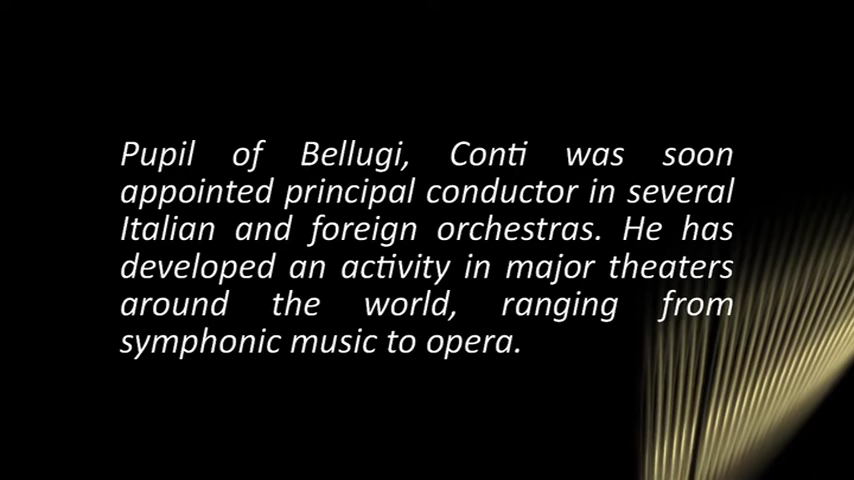 Pupil of Bellugi, Conti was soon
appointed principal conductor in several
Italian and foreign orchestras. He has
developed an activity in major theaters
around the world, ranging from
symphonic music to opera.